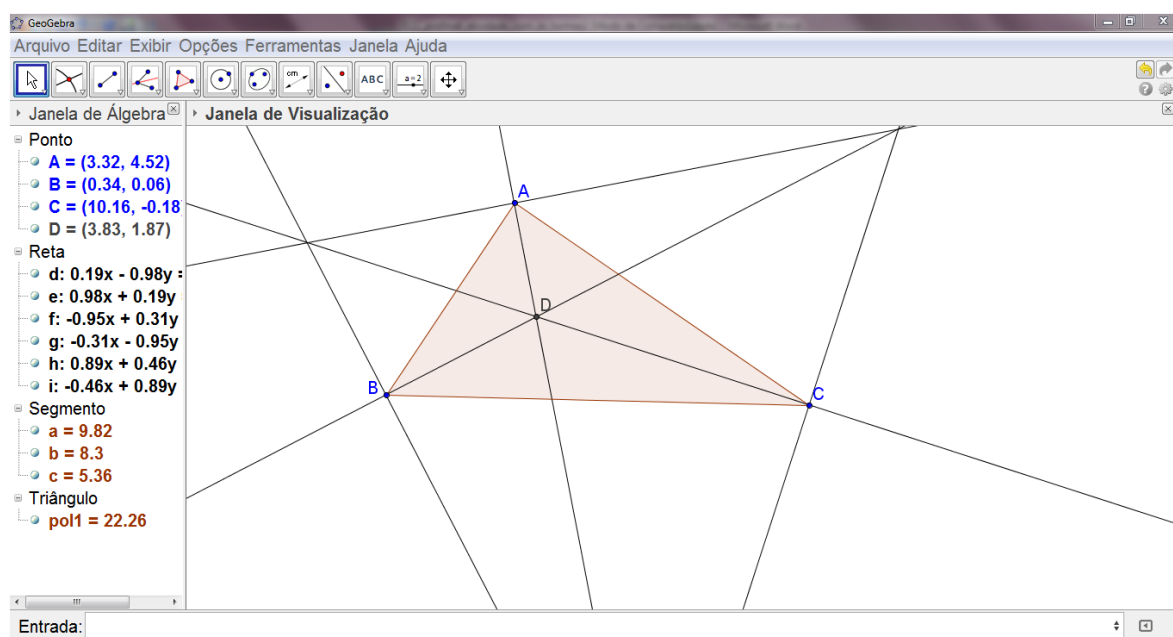 GeoGebra
Arquivo Editar Exibir Opções Ferramentas Janela Ajuda
cm
ABC
a=2
Janela de Álgebra
Janela de Visualização
Ponto
A = (3.32, 4.52)
B = (0.34, 0.06)
C = (10.16, -0.18
D = (3.83, 1.87)
Reta
d: 0.19x - 0.98y =
e: 0.98x + 0.19y
f: -0.95x + 0.31y
g: -0.31x - 0.95y
h: 0.89x + 0.46y
i: -0.46x + 0.89y
Segmento
a = 9.82
b = 8.3
c = 5.36
Triângulo
pol1 = 22.26
A
D
B
C
Entrada: